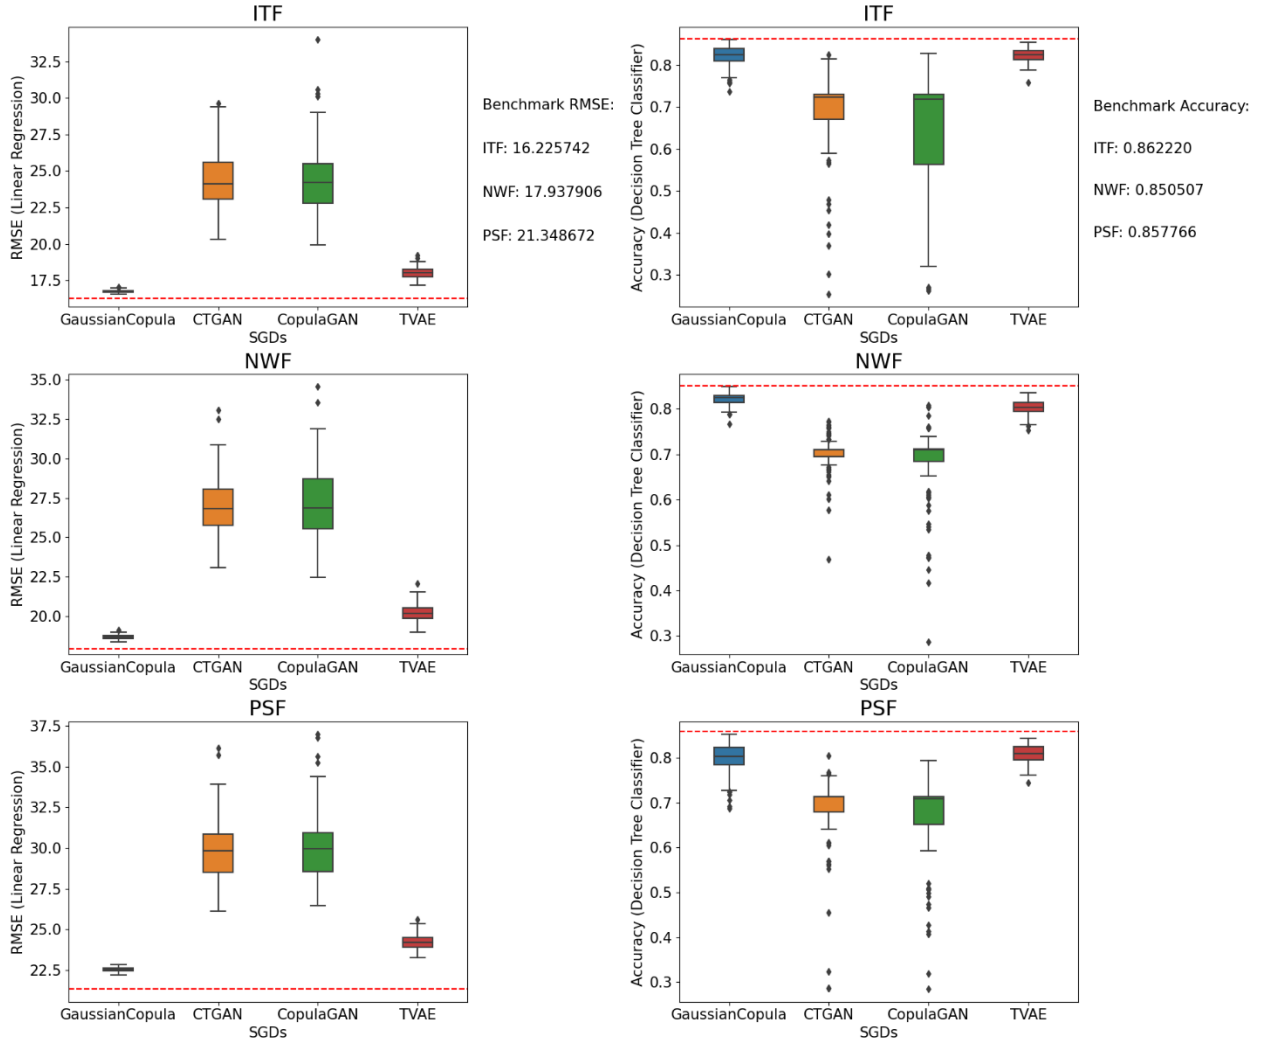 ITF
RMSE (Linear Regression)
32.5
30.0
27.5
25.0
22.5
20.0
17.5
GaussianCopula CTGAN CopulaGAN TVAE
SGDs
Benchmark RMSE:
ITF: 16.225742
NWF: 17.937906
PSF: 21.348672
ITF
Accuracy (Decision Tree Classifier)
0.8
0.7
0.6
0.5
0.4
0.3
GaussianCopula CTGAN CopulaGAN TVAE
SGDs
Benchmark Accuracy:
ITF: 0.862220
NWF: 0.850507
PSF: 0.857766
NWF
RMSE (Linear Regression)
35.0
32.5
30.0
27.5
25.0
22.5
20.0
GaussianCopula CTGAN CopulaGAN TVAE
SGDs
NWF
Accuracy (Decision Tree Classifier)
0.8
0.7
0.6
0.5
0.4
0.3
GaussianCopula CTGAN CopulaGAN TVAE
SGDs
PSF
RMSE (Linear Regression)
37.5
35.0
32.5
30.0
27.5
25.0
22.5
GaussianCopula CTGAN CopulaGAN TVAE
SGDs
PSF
Accuracy (Decision Tree Classifier)
0.8
0.7
0.6
0.5
0.4
0.3
GaussianCopula CTGAN CopulaGAN TVAE
SGDs